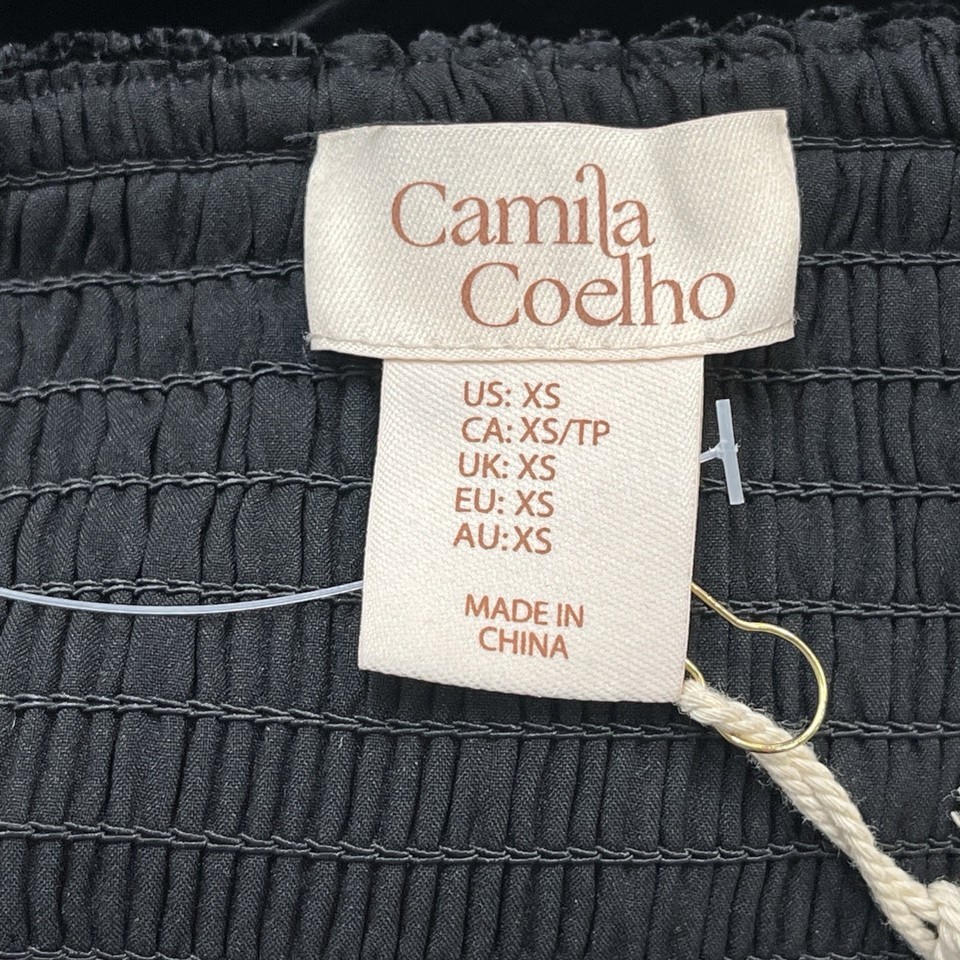 Camila
Coelho
US: XS
CA: XS/TP
UK: XS
EU: XS
AU: XS
MADE IN
CHINA